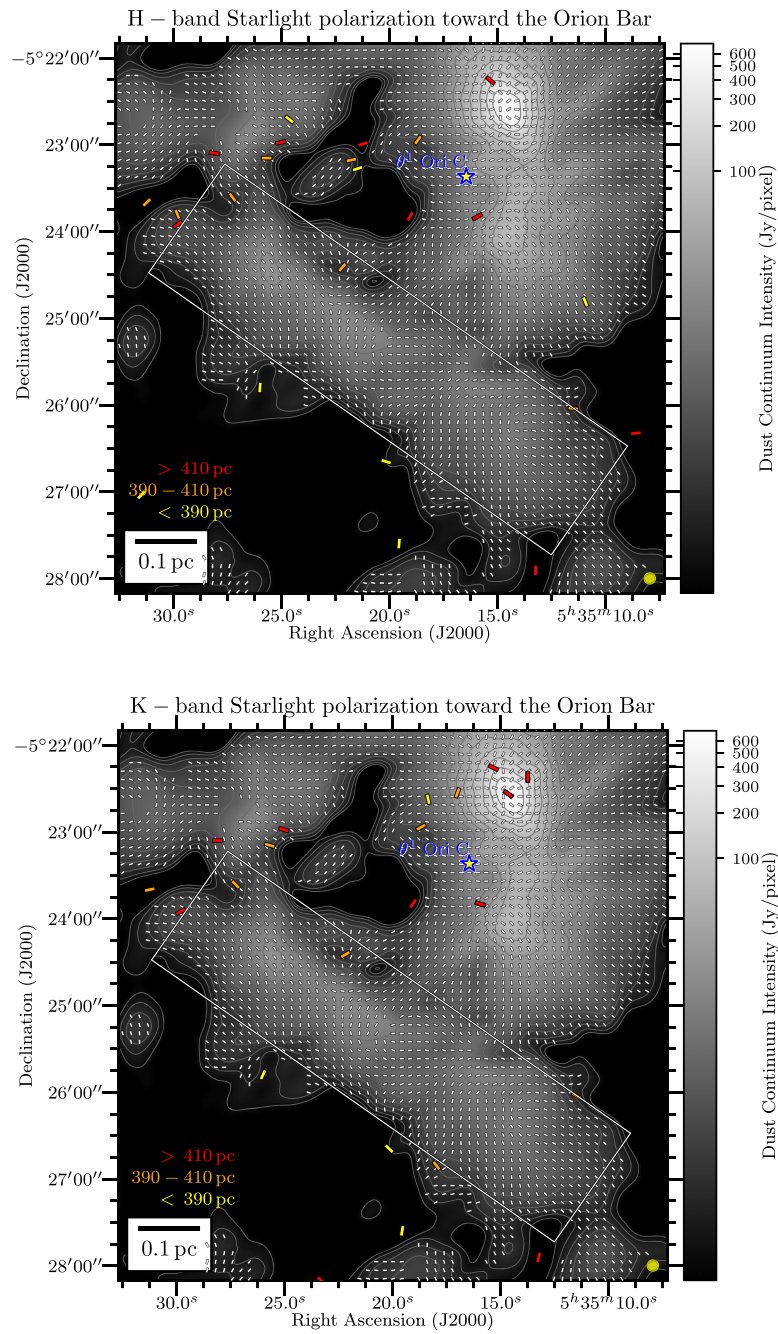 H − band Starlight polarization toward the Orion Bar
−5°22′00″
23′00″
24′00″
25′00″
26′00″
27′00″
28′00″
Declination (J2000)
θ¹ Ori C
> 410 pc
390 − 410 pc
< 390 pc
0.1 pc
30.0ˢ
25.0ˢ
20.0ˢ
15.0ˢ
5ʰ35ᵐ10.0ˢ
Right Ascension (J2000)
600
500
400
300
200
100
Dust Continuum Intensity (Jy/pixel)
K − band Starlight polarization toward the Orion Bar
−5°22′00″
23′00″
24′00″
25′00″
26′00″
27′00″
28′00″
Declination (J2000)
θ¹ Ori C
> 410 pc
390 − 410 pc
< 390 pc
0.1 pc
30.0ˢ
25.0ˢ
20.0ˢ
15.0ˢ
5ʰ35ᵐ10.0ˢ
Right Ascension (J2000)
600
500
400
300
200
100
Dust Continuum Intensity (Jy/pixel)